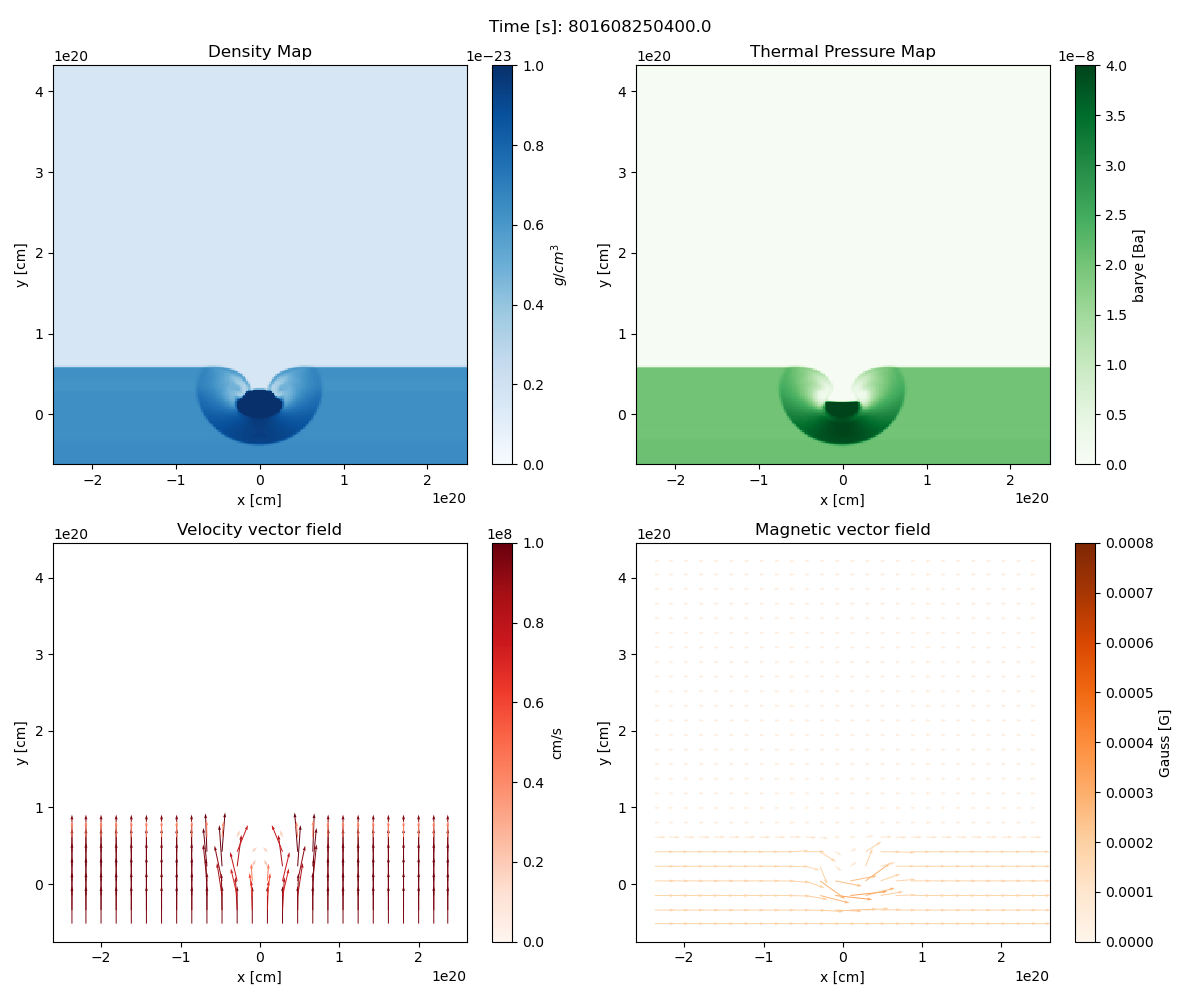 Time [s]: 801608250400.0
Density Map
1e20
1e−23
4
3
2
1
0
y [cm]
−2 −1 0 1 2
x [cm]
1e20
1.0
0.8
0.6
0.4
0.2
0.0
g/cm³
Thermal Pressure Map
1e20
1e−8
4
3
2
1
0
y [cm]
−2 −1 0 1 2
x [cm]
1e20
4.0
3.5
3.0
2.5
2.0
1.5
1.0
0.5
0.0
barye [Ba]
Velocity vector field
1e20
1e8
4
3
2
1
0
y [cm]
−2 −1 0 1 2
x [cm]
1e20
1.0
0.8
0.6
0.4
0.2
0.0
cm/s
Magnetic vector field
1e20
4
3
2
1
0
y [cm]
−2 −1 0 1 2
x [cm]
1e20
0.0008
0.0007
0.0006
0.0005
0.0004
0.0003
0.0002
0.0001
0.0000
Gauss [G]